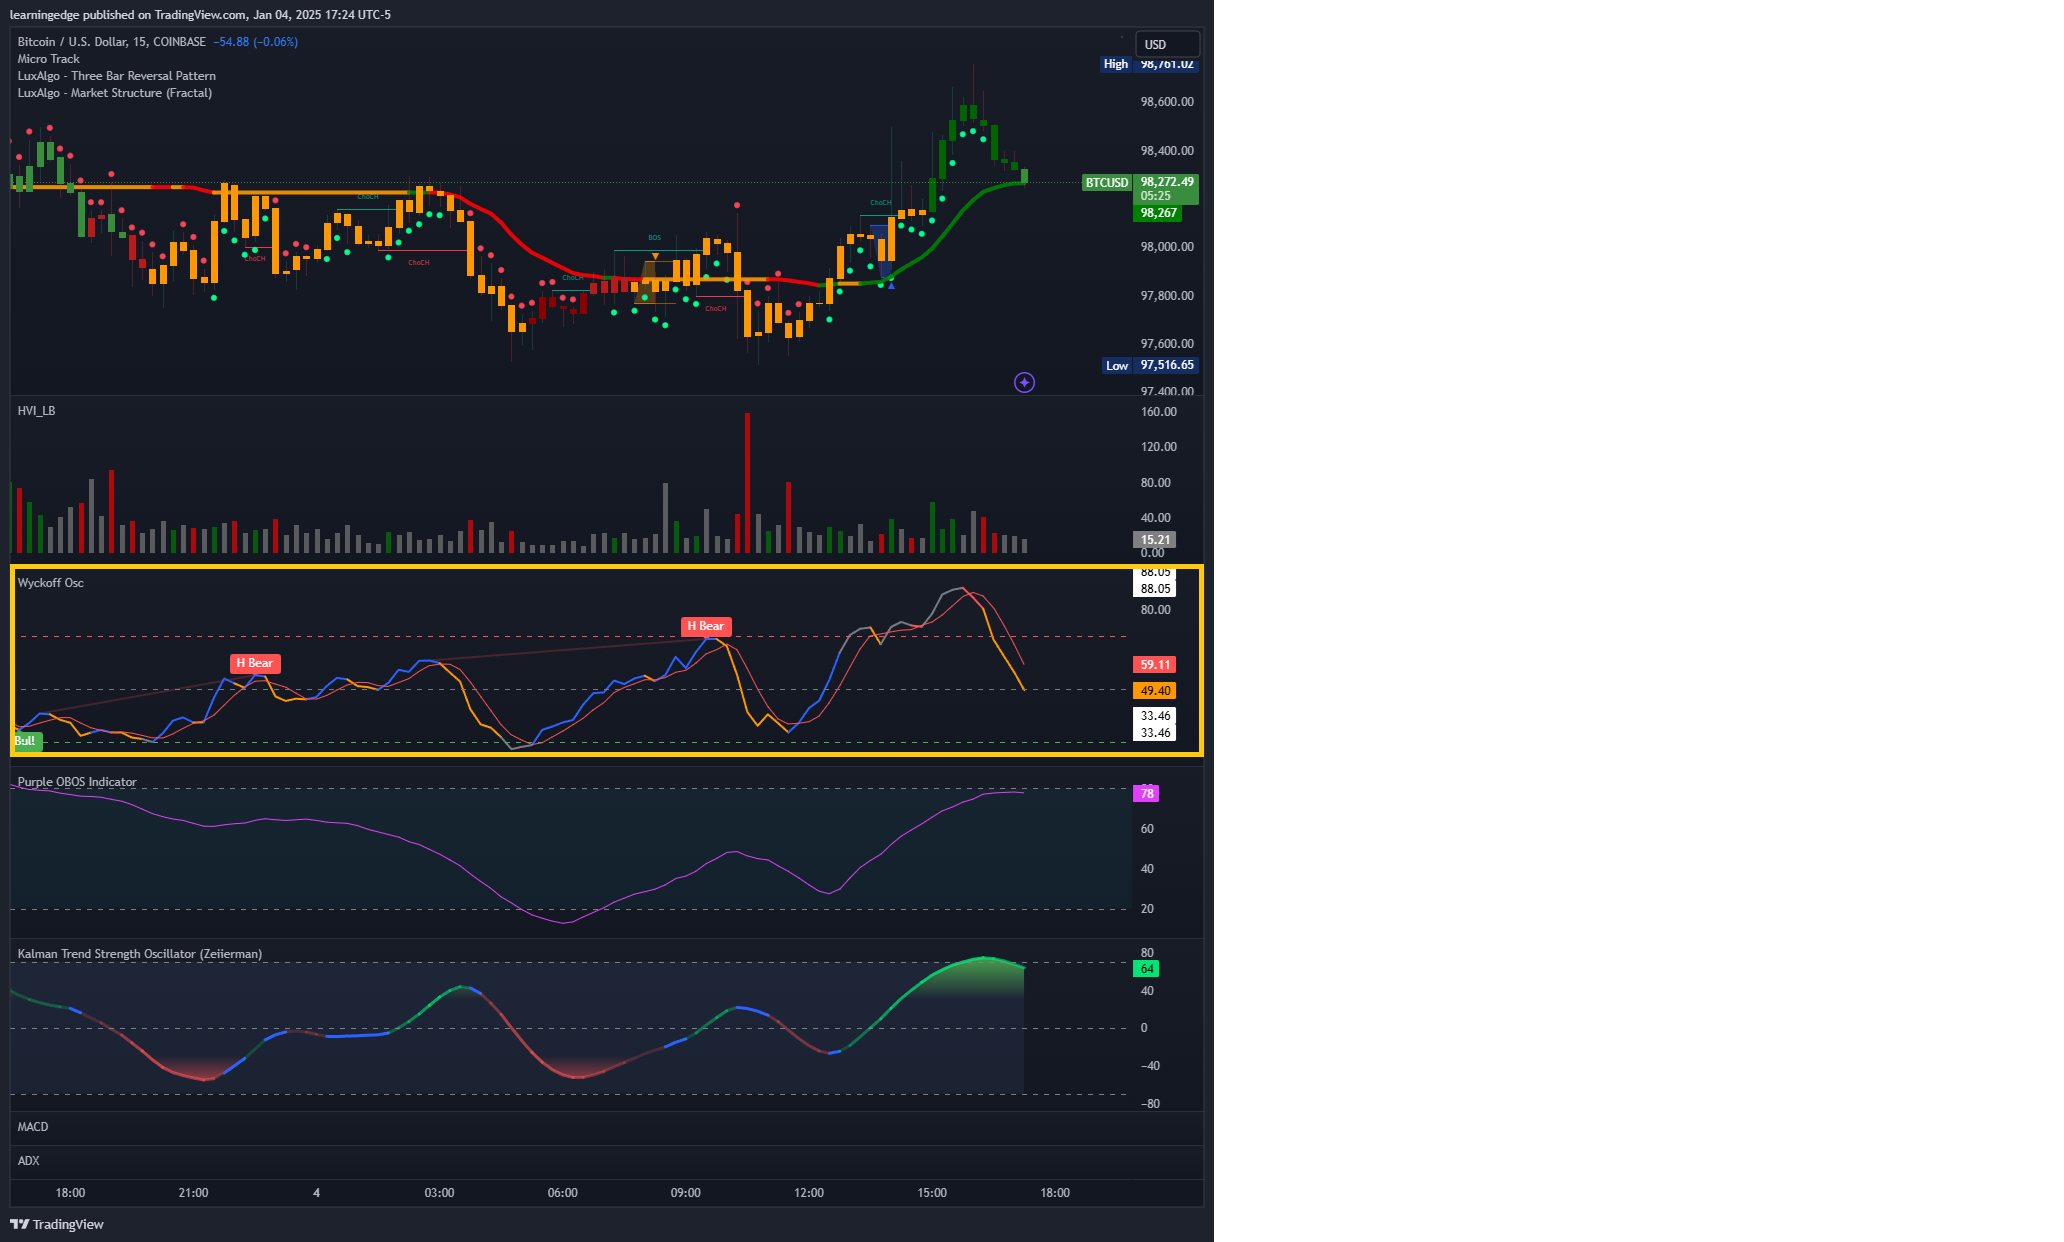 learningedge published on TradingView.com, Jan 04, 2025 17:24 UTC-5
Bitcoin / U.S. Dollar, 15, COINBASE −54.88 (−0.06%)
USD
Micro Track
LuxAlgo - Three Bar Reversal Pattern
LuxAlgo - Market Structure (Fractal)
High 98,761.02
98,600.00
98,400.00
BTCUSD 98,272.49
05:25
98,267
98,000.00
97,800.00
97,600.00
Low 97,516.65
97,400.00
ChoCH
ChoCH
ChoCH
ChoCH
BOS
ChoCH
ChoCH
HVI_LB
160.00
120.00
80.00
40.00
15.21
0.00
Wyckoff Osc
88.05
88.05
80.00
H Bear
H Bear
Bull
59.11
49.40
33.46
33.46
Purple OBOS Indicator
78
60
40
20
Kalman Trend Strength Oscillator (Zeiierman)
80
64
40
0
−40
−80
MACD
ADX
18:00 21:00 4 03:00 06:00 09:00 12:00 15:00 18:00
TradingView